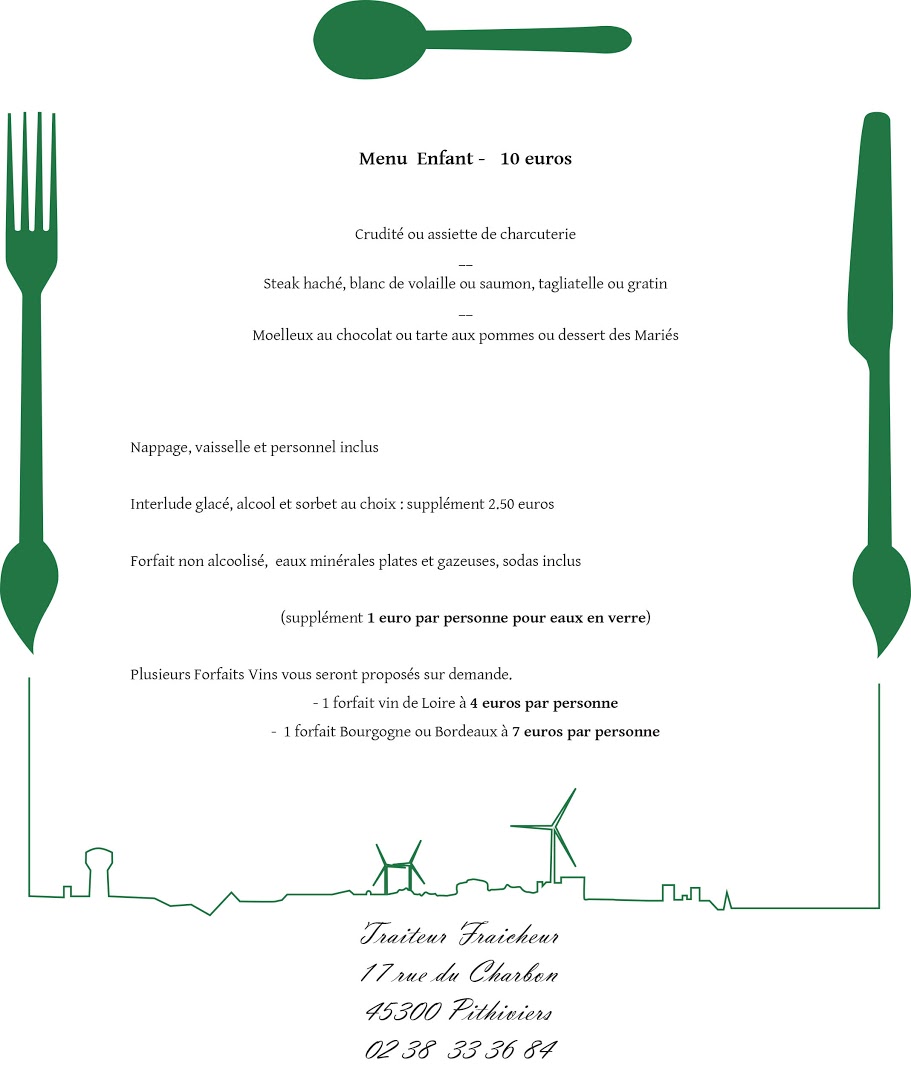 Menu Enfant - 10 euros
Crudité ou assiette de charcuterie
__
Steak haché, blanc de volaille ou saumon, tagliatelle ou gratin
__
Moelleux au chocolat ou tarte aux pommes ou dessert des Mariés
Nappage, vaisselle et personnel inclus
Interlude glacé, alcool et sorbet au choix : supplément 2.50 euros
Forfait non alcoolisé, eaux minérales plates et gazeuses, sodas inclus
(supplément 1 euro par personne pour eaux en verre)
Plusieurs Forfaits Vins vous seront proposés sur demande.
- 1 forfait vin de Loire à 4 euros par personne
- 1 forfait Bourgogne ou Bordeaux à 7 euros par personne
Traiteur Fraicheur
17 rue du Charbon
45300 Pithiviers
02 38 33 36 84